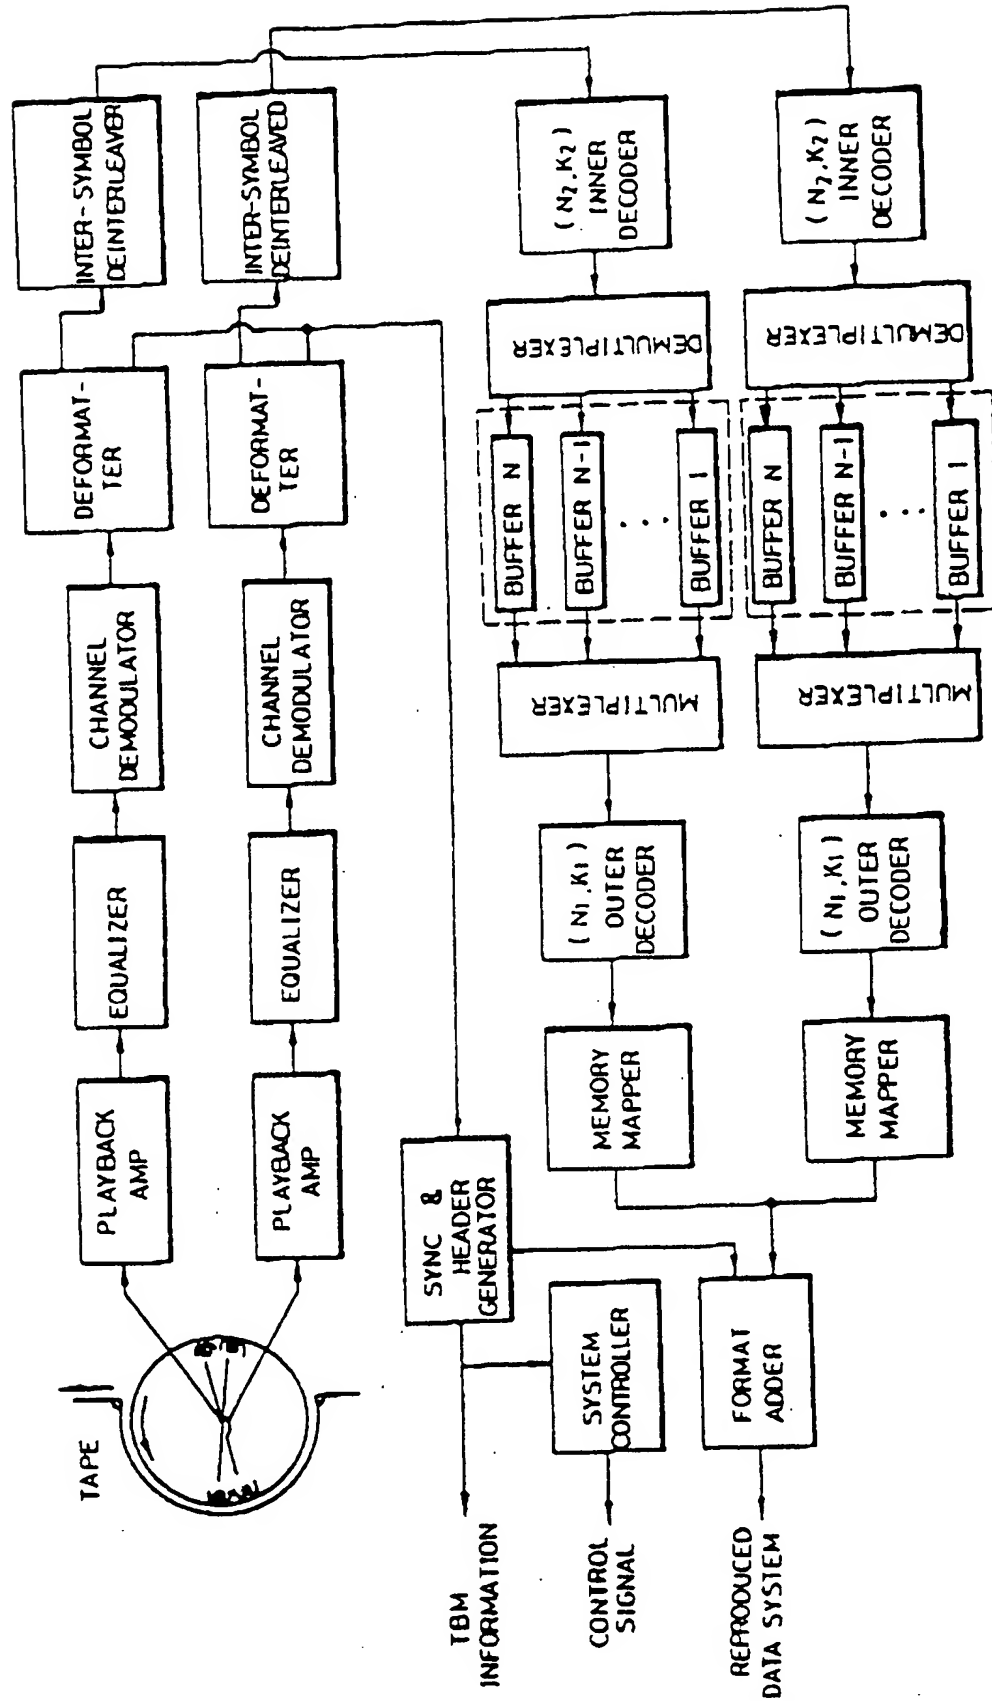 TAPE
PLAYBACK
AMP
EQUALIZER
CHANNEL
DEMODULATOR
DEFORMAT-
TER
INTER-SYMBOL
DEINTERLEAVER
PLAYBACK
AMP
EQUALIZER
CHANNEL
DEMODULATOR
DEFORMAT-
TER
INTER-SYMBOL
DEINTERLEAVED
SYNC &
HEADER
GENERATOR
TBM
INFORMATION
SYSTEM
CONTROLLER
CONTROL
SIGNAL
FORMAT
ADDER
REPRODUCED
DATA SYSTEM
MEMORY
MAPPER
(N1,K1)
OUTER
DECODER
MULTIPLEXER
BUFFER N
BUFFER N-1
...
BUFFER 1
DEMULTIPLEXER
(N2,K2)
INNER
DECODER
MEMORY
MAPPER
(N1,K1)
OUTER
DECODER
MULTIPLEXER
BUFFER N
BUFFER N-1
...
BUFFER 1
DEMULTIPLEXER
(N2,K2)
INNER
DECODER